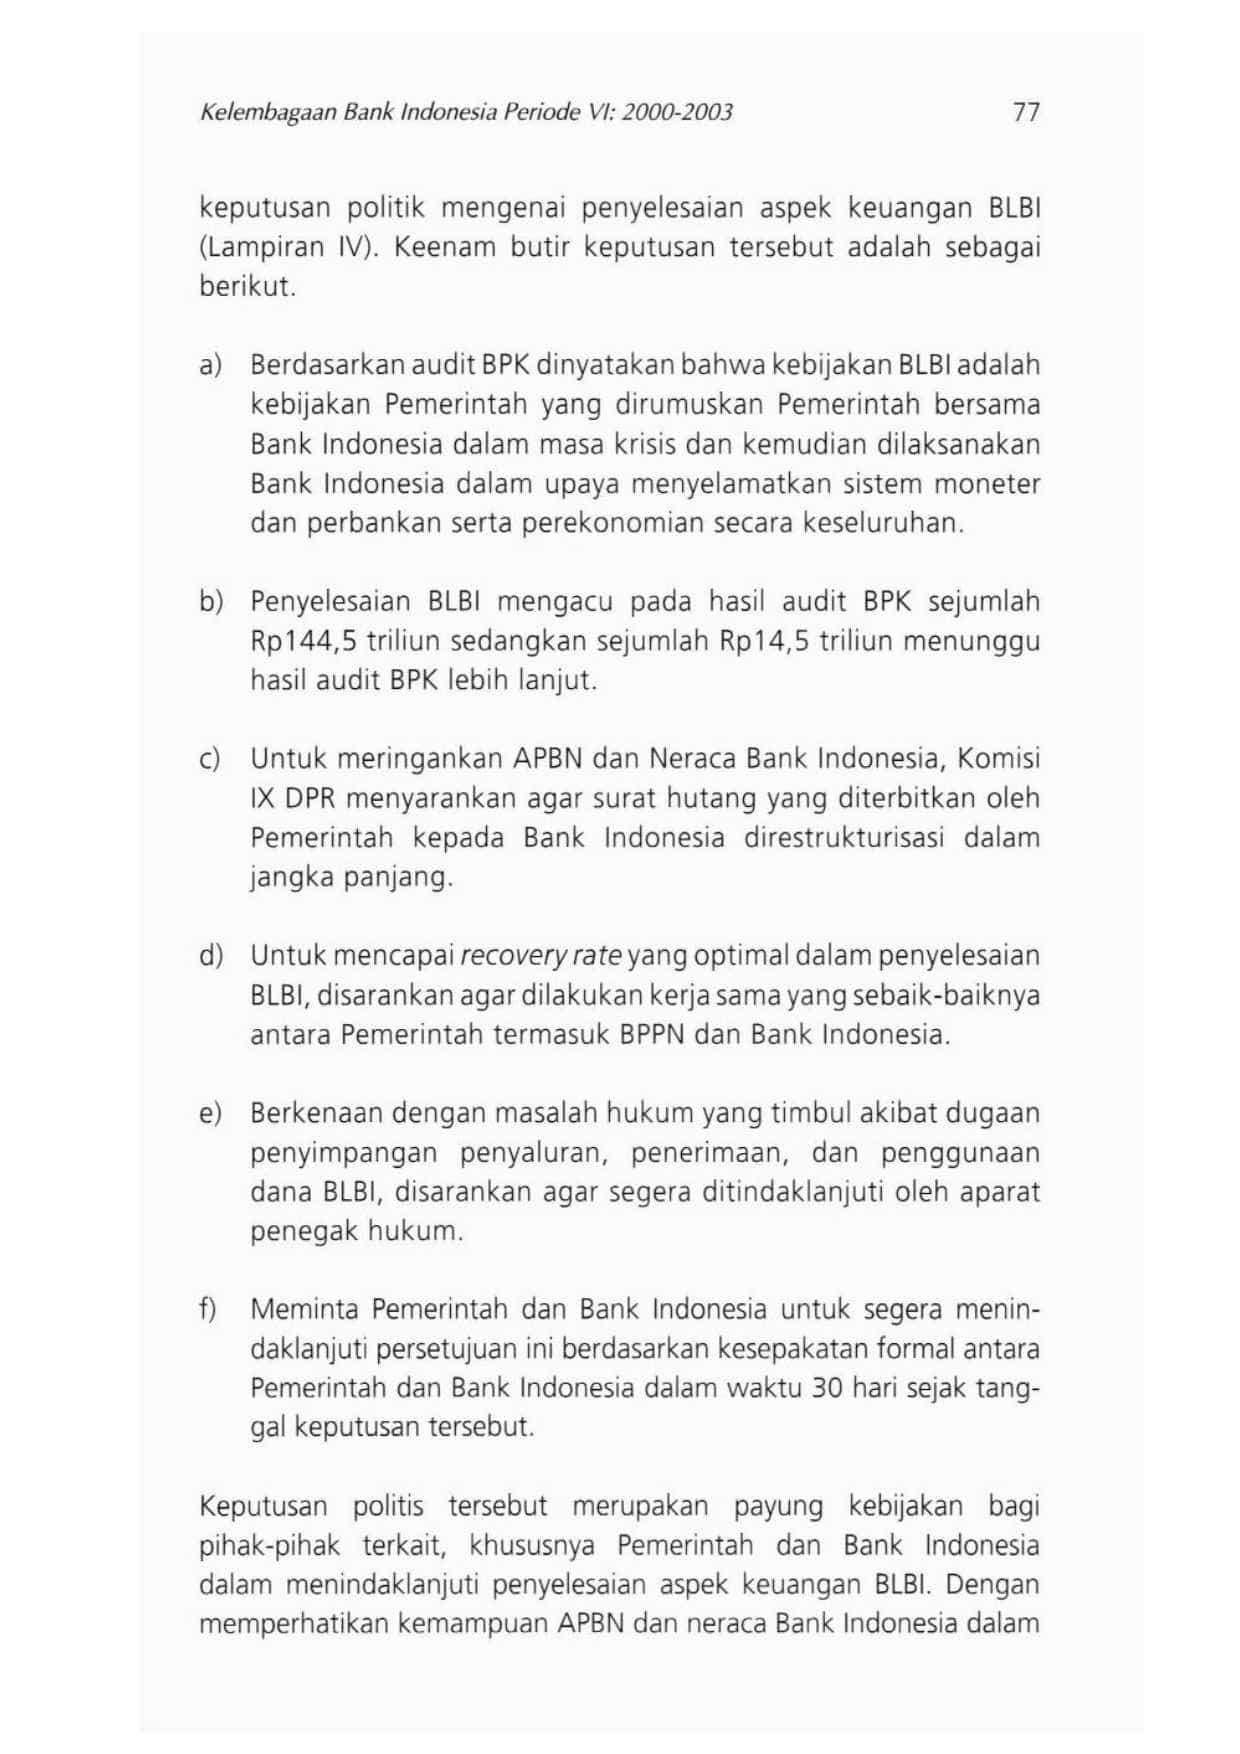 Kelembagaan Bank Indonesia Periode VI: 2000-2003 77
keputusan politik mengenai penyelesaian aspek keuangan BLBI
(Lampiran IV). Keenam butir keputusan tersebut adalah sebagai
berikut.
a) Berdasarkan audit BPK dinyatakan bahwa kebijakan BLBI adalah
kebijakan Pemerintah yang dirumuskan Pemerintah bersama
Bank Indonesia dalam masa krisis dan kemudian dilaksanakan
Bank Indonesia dalam upaya menyelamatkan sistem moneter
dan perbankan serta perekonomian secara keseluruhan.
b) Penyelesaian BLBI mengacu pada hasil audit BPK sejumlah
Rp144,5 triliun sedangkan sejumlah Rp14,5 triliun menunggu
hasil audit BPK lebih lanjut.
c) Untuk meringankan APBN dan Neraca Bank Indonesia, Komisi
IX DPR menyarankan agar surat hutang yang diterbitkan oleh
Pemerintah kepada Bank Indonesia direstrukturisasi dalam
jangka panjang.
d) Untuk mencapai recovery rate yang optimal dalam penyelesaian
BLBI, disarankan agar dilakukan kerja sama yang sebaik-baiknya
antara Pemerintah termasuk BPPN dan Bank Indonesia.
e) Berkenaan dengan masalah hukum yang timbul akibat dugaan
penyimpangan penyaluran, penerimaan, dan penggunaan
dana BLBI, disarankan agar segera ditindaklanjuti oleh aparat
penegak hukum.
f) Meminta Pemerintah dan Bank Indonesia untuk segera menin-
daklanjuti persetujuan ini berdasarkan kesepakatan formal antara
Pemerintah dan Bank Indonesia dalam waktu 30 hari sejak tang-
gal keputusan tersebut.
Keputusan politis tersebut merupakan payung kebijakan bagi
pihak-pihak terkait, khususnya Pemerintah dan Bank Indonesia
dalam menindaklanjuti penyelesaian aspek keuangan BLBI. Dengan
memperhatikan kemampuan APBN dan neraca Bank Indonesia dalam